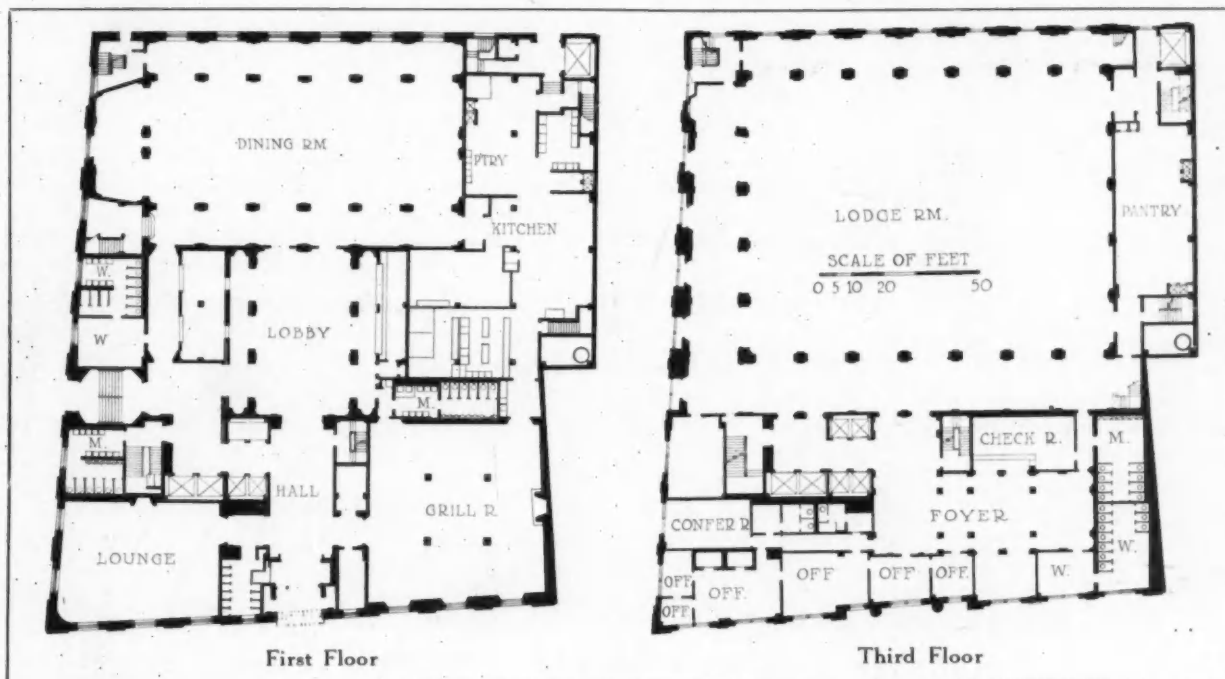 DINING RM
PTRY
KITCHEN
W.
LOBBY
W.
M.
M.
HALL
GRILL R.
LOUNGE
First Floor
LODGE RM.
SCALE OF FEET
0 5 10 20 50
PANTRY
CHECK R.
M.
CONFER R
FOYER
W.
OFF.
OFF.
OFF.
OFF
OFF
OFF.
W.
Third Floor